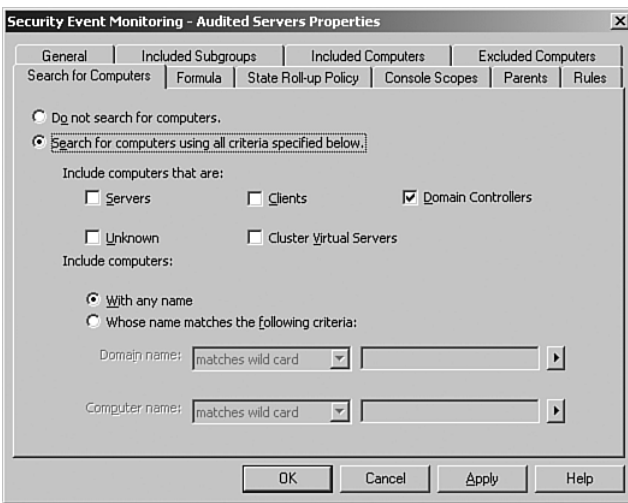 Security Event Monitoring - Audited Servers Properties
General Included Subgroups Included Computers Excluded Computers
Search for Computers Formula State Roll-up Policy Console Scopes Parents Rules
Do not search for computers.
Search for computers using all criteria specified below.
Include computers that are:
Servers Clients Domain Controllers
Unknown Cluster Virtual Servers
Include computers:
With any name
Whose name matches the following criteria:
Domain name: matches wild card
Computer name: matches wild card
OK Cancel Apply Help